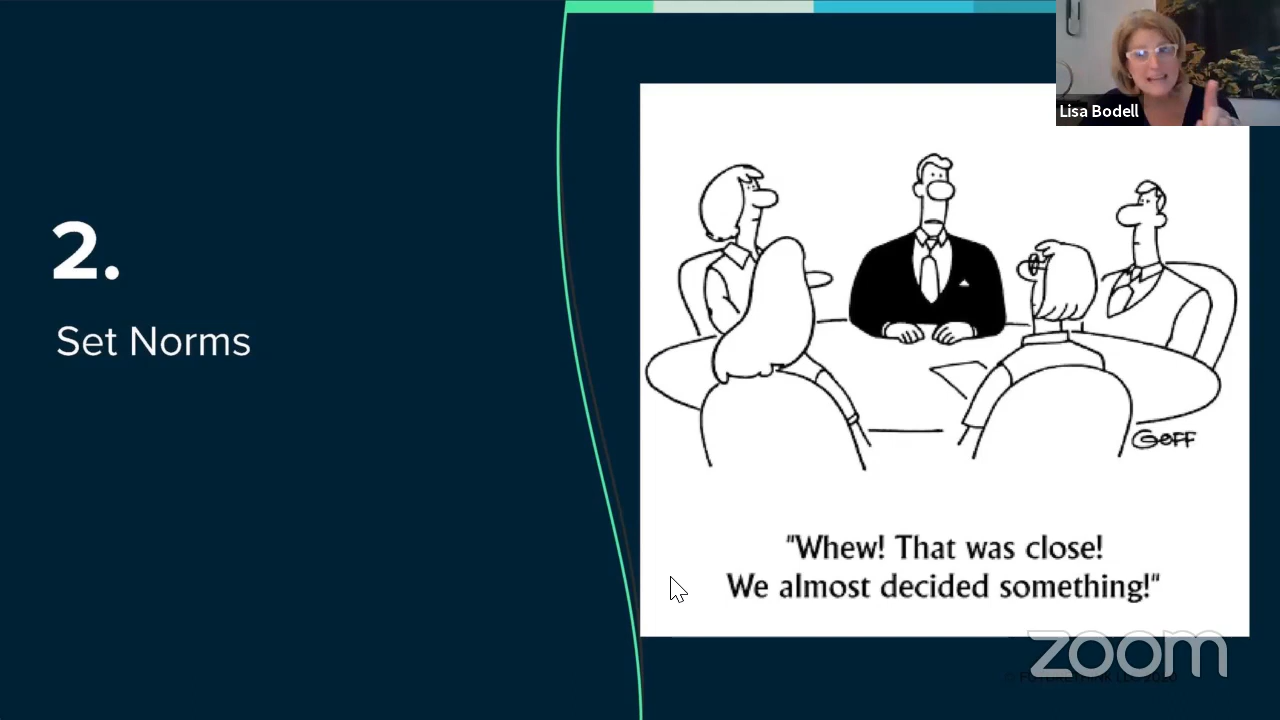 Lisa Bodell
2.
Set Norms
GOFF
"Whew! That was close!
We almost decided something!"
zoom